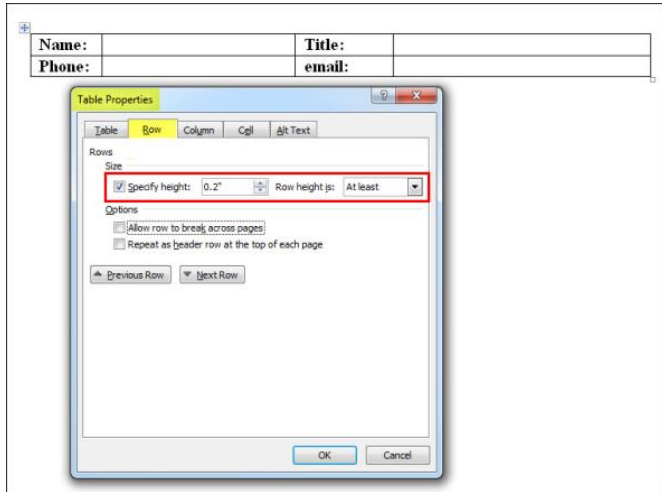 Name: Title:
Phone: email:
Table Properties
Table Row Column Cell Alt Text
Rows
Size
Specify height: 0.2" Row height is: At least
Options
Allow row to break across pages
Repeat as header row at the top of each page
Previous Row Next Row
OK Cancel